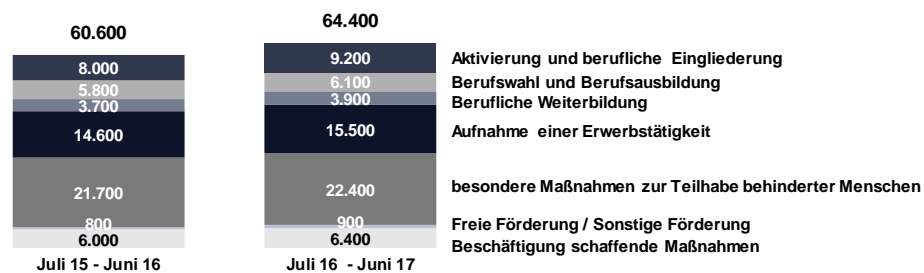 60.600 64.400
8.000 9.200 Aktivierung und berufliche Eingliederung
5.800 6.100 Berufswahl und Berufsausbildung
3.700 3.900 Berufliche Weiterbildung
14.600 15.500 Aufnahme einer Erwerbstätigkeit
21.700 22.400 besondere Maßnahmen zur Teilhabe behinderter Menschen
800 900 Freie Förderung / Sonstige Förderung
6.000 6.400 Beschäftigung schaffende Maßnahmen
Juli 15 - Juni 16 Juli 16 - Juni 17